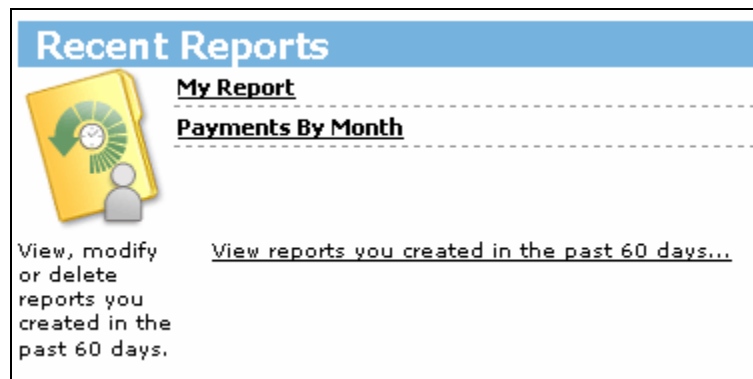 Recent Reports
My Report
Payments By Month
View, modify
or delete
reports you
created in the
past 60 days.
View reports you created in the past 60 days...